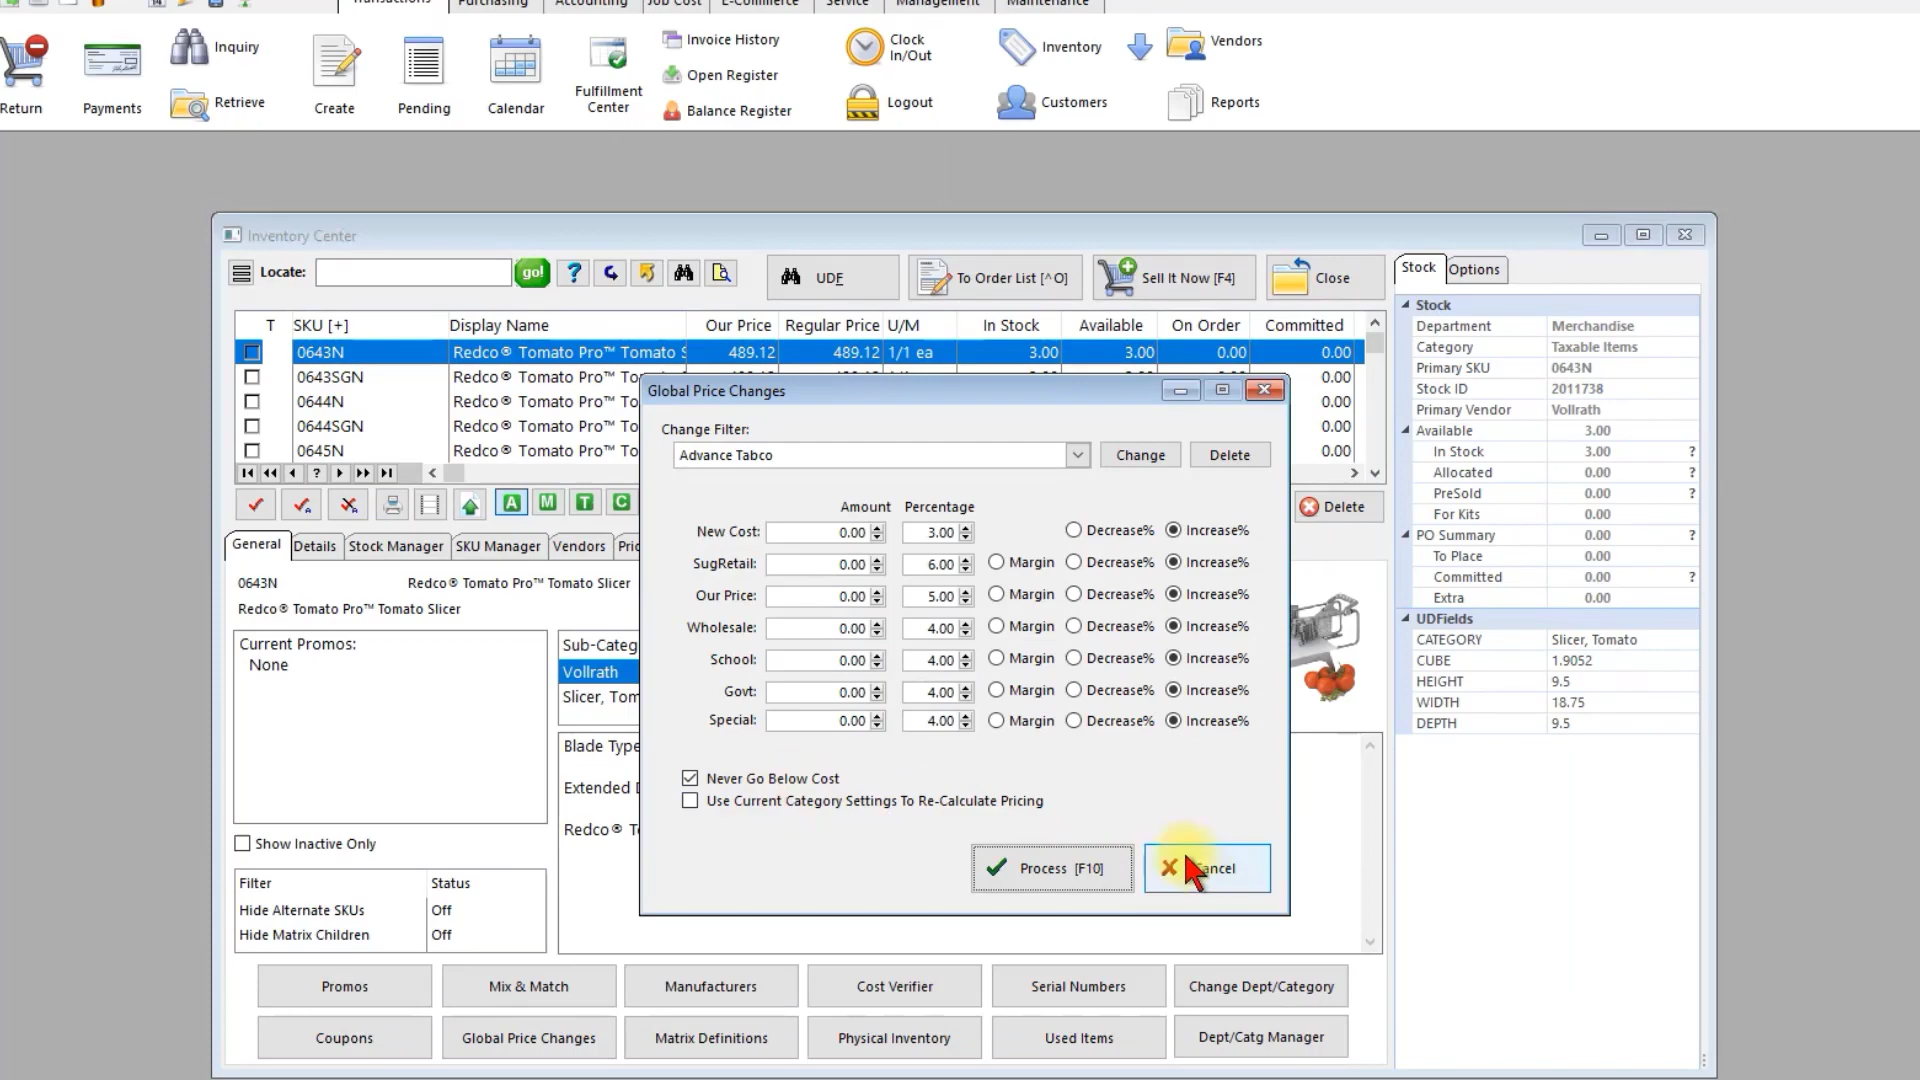 Transactions Purchasing Accounting Job Cost E-Commerce Service Management Maintenance
Return
Payments
Inquiry
Retrieve
Create
Pending
Calendar
Fulfillment
Center
Invoice History
Open Register
Balance Register
Clock
In/Out
Logout
Inventory
Customers
Vendors
Reports
Inventory Center
Locate:
go!
?
UDF
To Order List [^O]
Sell It Now [F4]
Close
Stock Options
T SKU [+] Display Name Our Price Regular Price U/M In Stock Available On Order Committed
0643N Redco® Tomato Pro™ Tomato S 489.12 489.12 1/1 ea 3.00 3.00 0.00 0.00
0643SGN Redco® Tomato Pro™ To 0.00
0644N Redco® Tomato Pro™ To 0.00
0644SGN Redco® Tomato Pro™ To 0.00
0645N Redco® Tomato Pro™ To 0.00
A M T C
Delete
General Details Stock Manager SKU Manager Vendors Pric
0643N Redco® Tomato Pro™ Tomato Slicer
Redco® Tomato Pro™ Tomato Slicer
Current Promos:
None
Sub-Categ
Vollrath
Slicer, Tom
Blade Type
Extended D
Redco® T
Show Inactive Only
Filter Status
Hide Alternate SKUs Off
Hide Matrix Children Off
Global Price Changes
Change Filter:
Advance Tabco
Change
Delete
Amount Percentage
New Cost: 0.00 3.00 Decrease% Increase%
SugRetail: 0.00 6.00 Margin Decrease% Increase%
Our Price: 0.00 5.00 Margin Decrease% Increase%
Wholesale: 0.00 4.00 Margin Decrease% Increase%
School: 0.00 4.00 Margin Decrease% Increase%
Govt: 0.00 4.00 Margin Decrease% Increase%
Special: 0.00 4.00 Margin Decrease% Increase%
Never Go Below Cost
Use Current Category Settings To Re-Calculate Pricing
Process [F10]
ancel
Stock
Department Merchandise
Category Taxable Items
Primary SKU 0643N
Stock ID 2011738
Primary Vendor Vollrath
Available 3.00
In Stock 3.00 ?
Allocated 0.00 ?
PreSold 0.00 ?
For Kits 0.00
PO Summary 0.00 ?
To Place 0.00
Committed 0.00 ?
Extra 0.00
UDFields
CATEGORY Slicer, Tomato
CUBE 1.9052
HEIGHT 9.5
WIDTH 18.75
DEPTH 9.5
Promos Mix & Match Manufacturers Cost Verifier Serial Numbers Change Dept/Category
Coupons Global Price Changes Matrix Definitions Physical Inventory Used Items Dept/Catg Manager